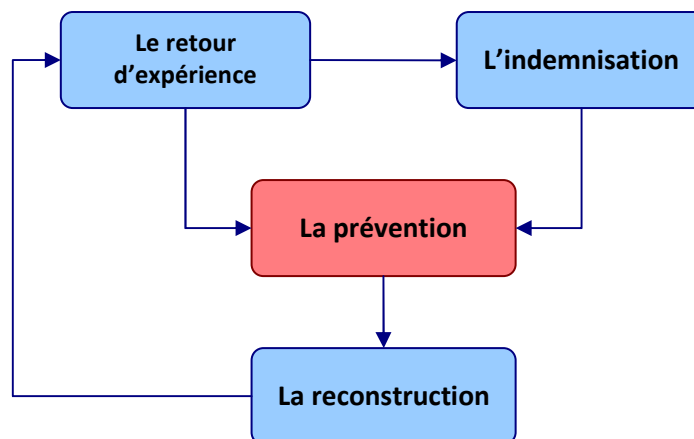 Le retour
d’expérience
L’indemnisation
La prévention
La reconstruction